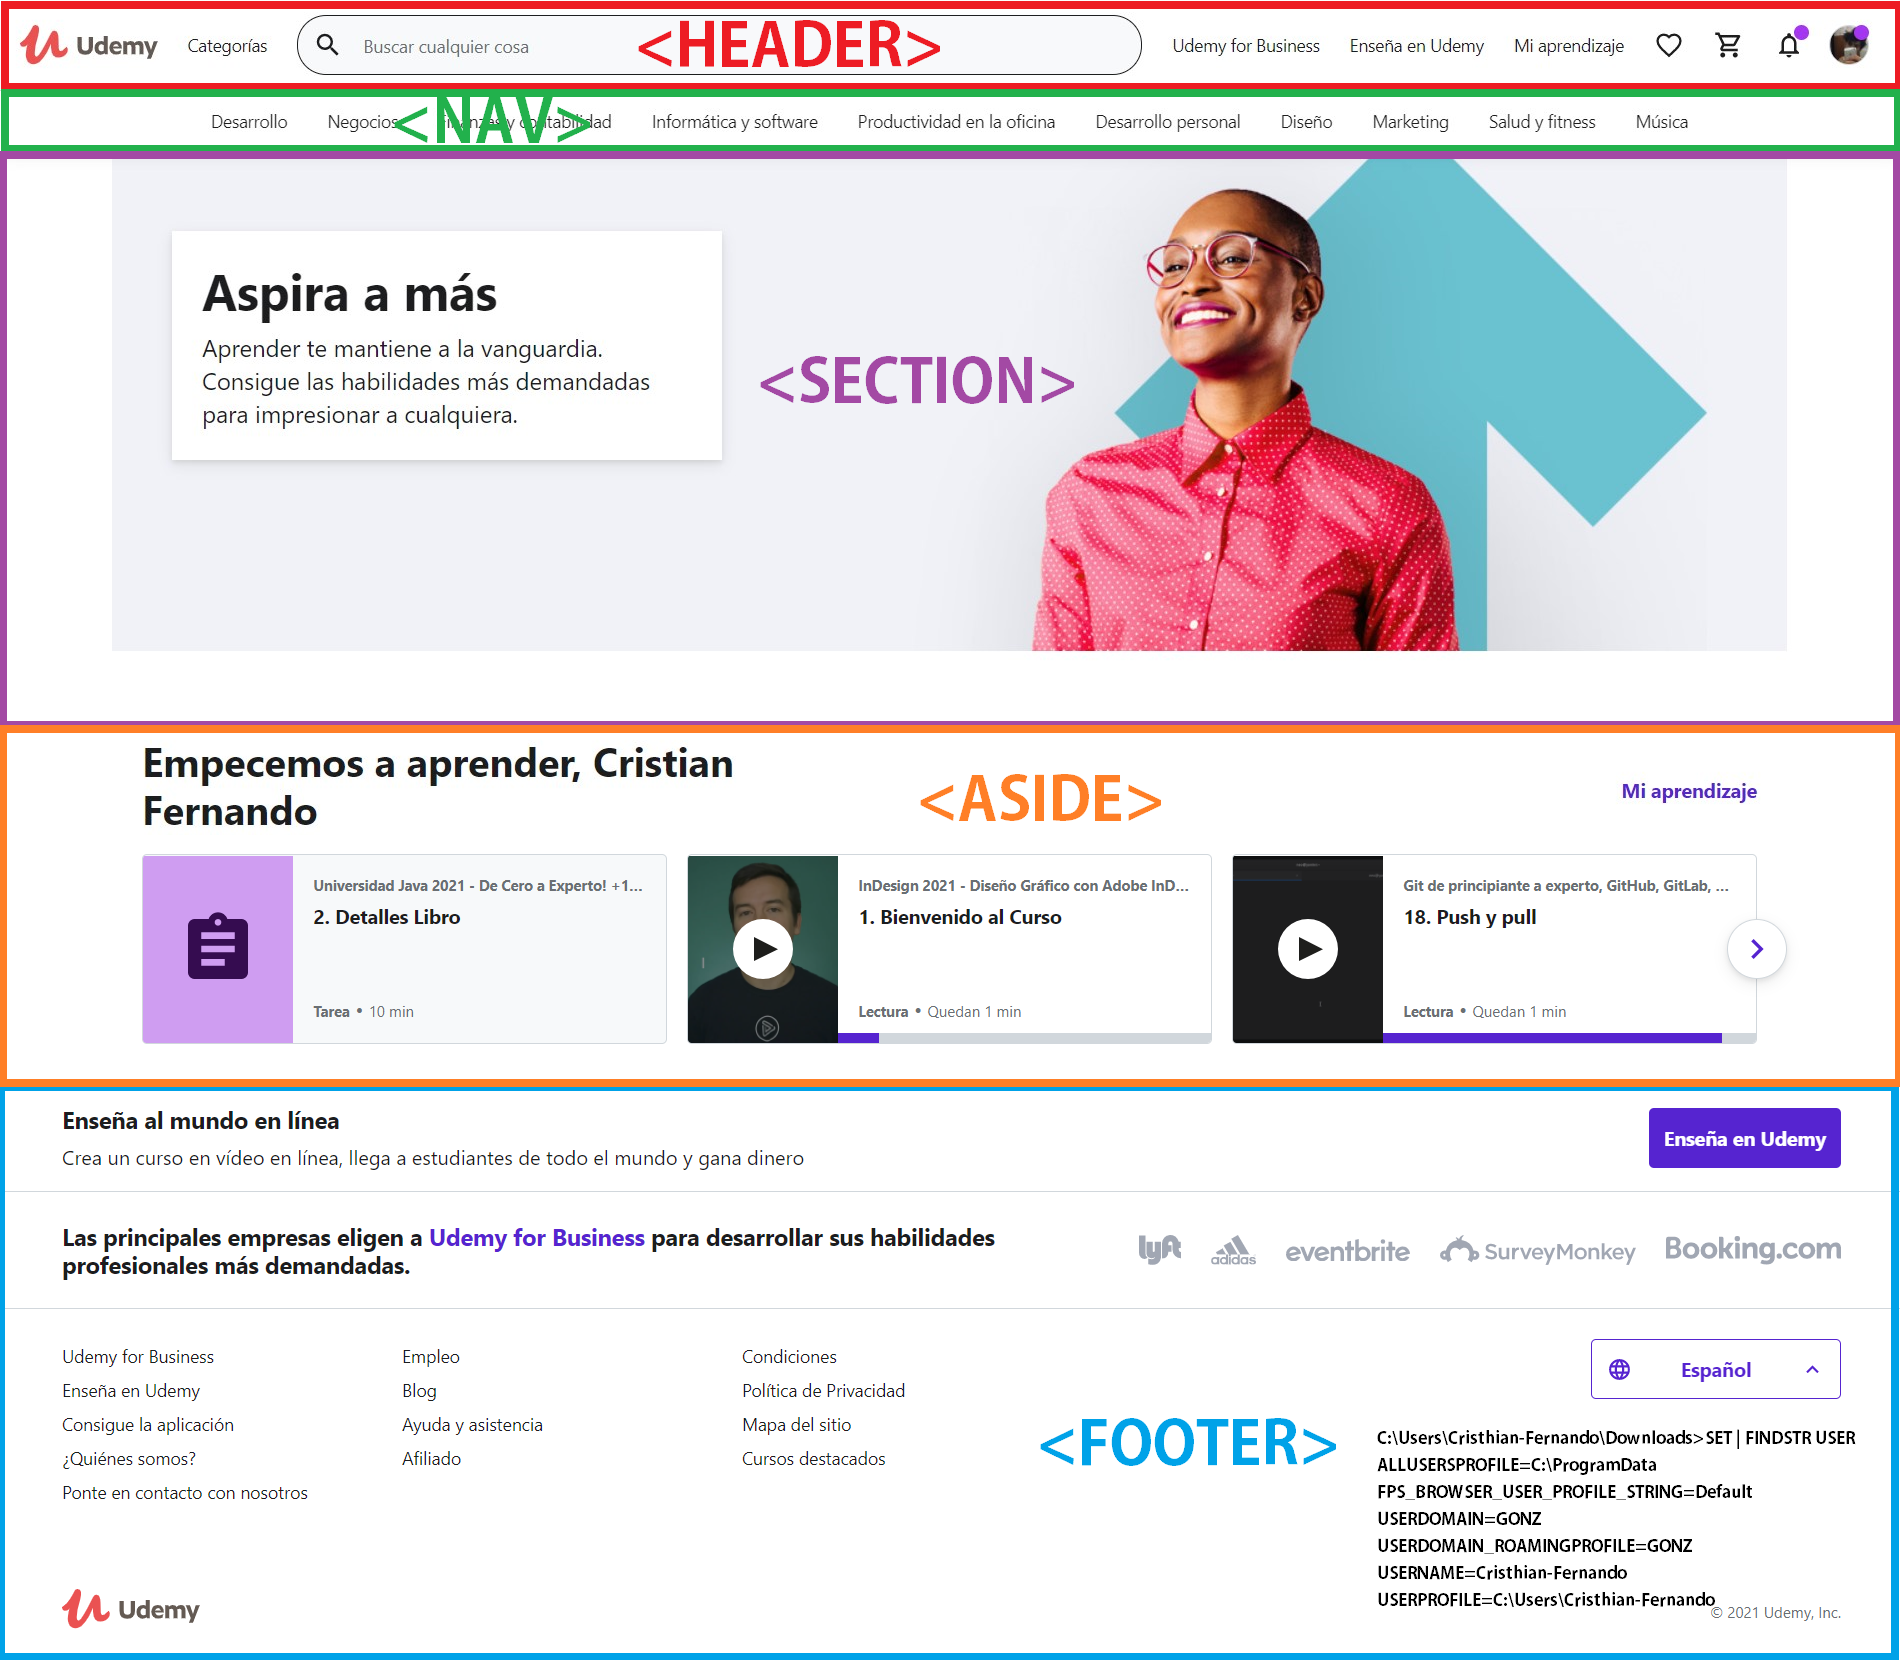 Udemy
Categorías
Buscar cualquier cosa
<HEADER>
Udemy for Business
Enseña en Udemy
Mi aprendizaje
Desarrollo
Negocios
<NAV>
Finanzas y contabilidad
Informática y software
Productividad en la oficina
Desarrollo personal
Diseño
Marketing
Salud y fitness
Música
Aspira a más
Aprender te mantiene a la vanguardia.
Consigue las habilidades más demandadas
para impresionar a cualquiera.
<SECTION>
Empecemos a aprender, Cristian
Fernando
<ASIDE>
Mi aprendizaje
Universidad Java 2021 - De Cero a Experto! +1...
2. Detalles Libro
Tarea • 10 min
InDesign 2021 - Diseño Gráfico con Adobe InD...
1. Bienvenido al Curso
Lectura • Quedan 1 min
Git de principiante a experto, GitHub, GitLab, ...
18. Push y pull
Lectura • Quedan 1 min
Enseña al mundo en línea
Crea un curso en vídeo en línea, llega a estudiantes de todo el mundo y gana dinero
Enseña en Udemy
Las principales empresas eligen a Udemy for Business para desarrollar sus habilidades
profesionales más demandadas.
lyft
adidas
eventbrite
SurveyMonkey
Booking.com
Udemy for Business
Enseña en Udemy
Consigue la aplicación
¿Quiénes somos?
Ponte en contacto con nosotros
Empleo
Blog
Ayuda y asistencia
Afiliado
Condiciones
Política de Privacidad
Mapa del sitio
Cursos destacados
<FOOTER>
Español
C:\Users\Cristhian-Fernando\Downloads>SET | FINDSTR USER
ALLUSERSPROFILE=C:\ProgramData
FPS_BROWSER_USER_PROFILE_STRING=Default
USERDOMAIN=GONZ
USERDOMAIN_ROAMINGPROFILE=GONZ
USERNAME=Cristhian-Fernando
USERPROFILE=C:\Users\Cristhian-Fernando
Udemy
© 2021 Udemy, Inc.